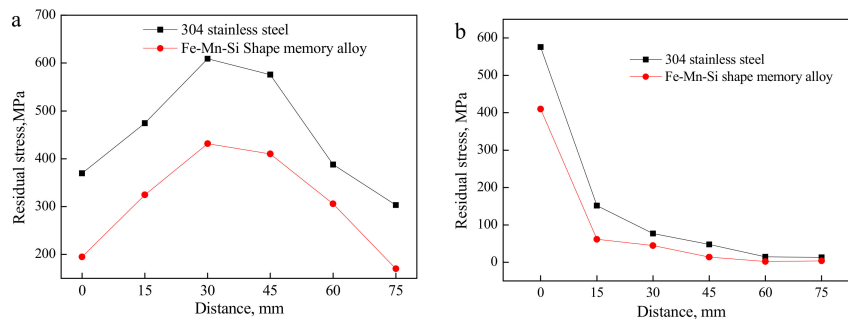 a
700
600
500
400
300
200
Residual stress,MPa
304 stainless steel
Fe-Mn-Si Shape memory alloy
0 15 30 45 60 75
Distance, mm
b
600
500
400
300
200
100
0
Residual stress, MPa
304 stainless steel
Fe-Mn-Si shape memory alloy
0 15 30 45 60 75
Distance, mm